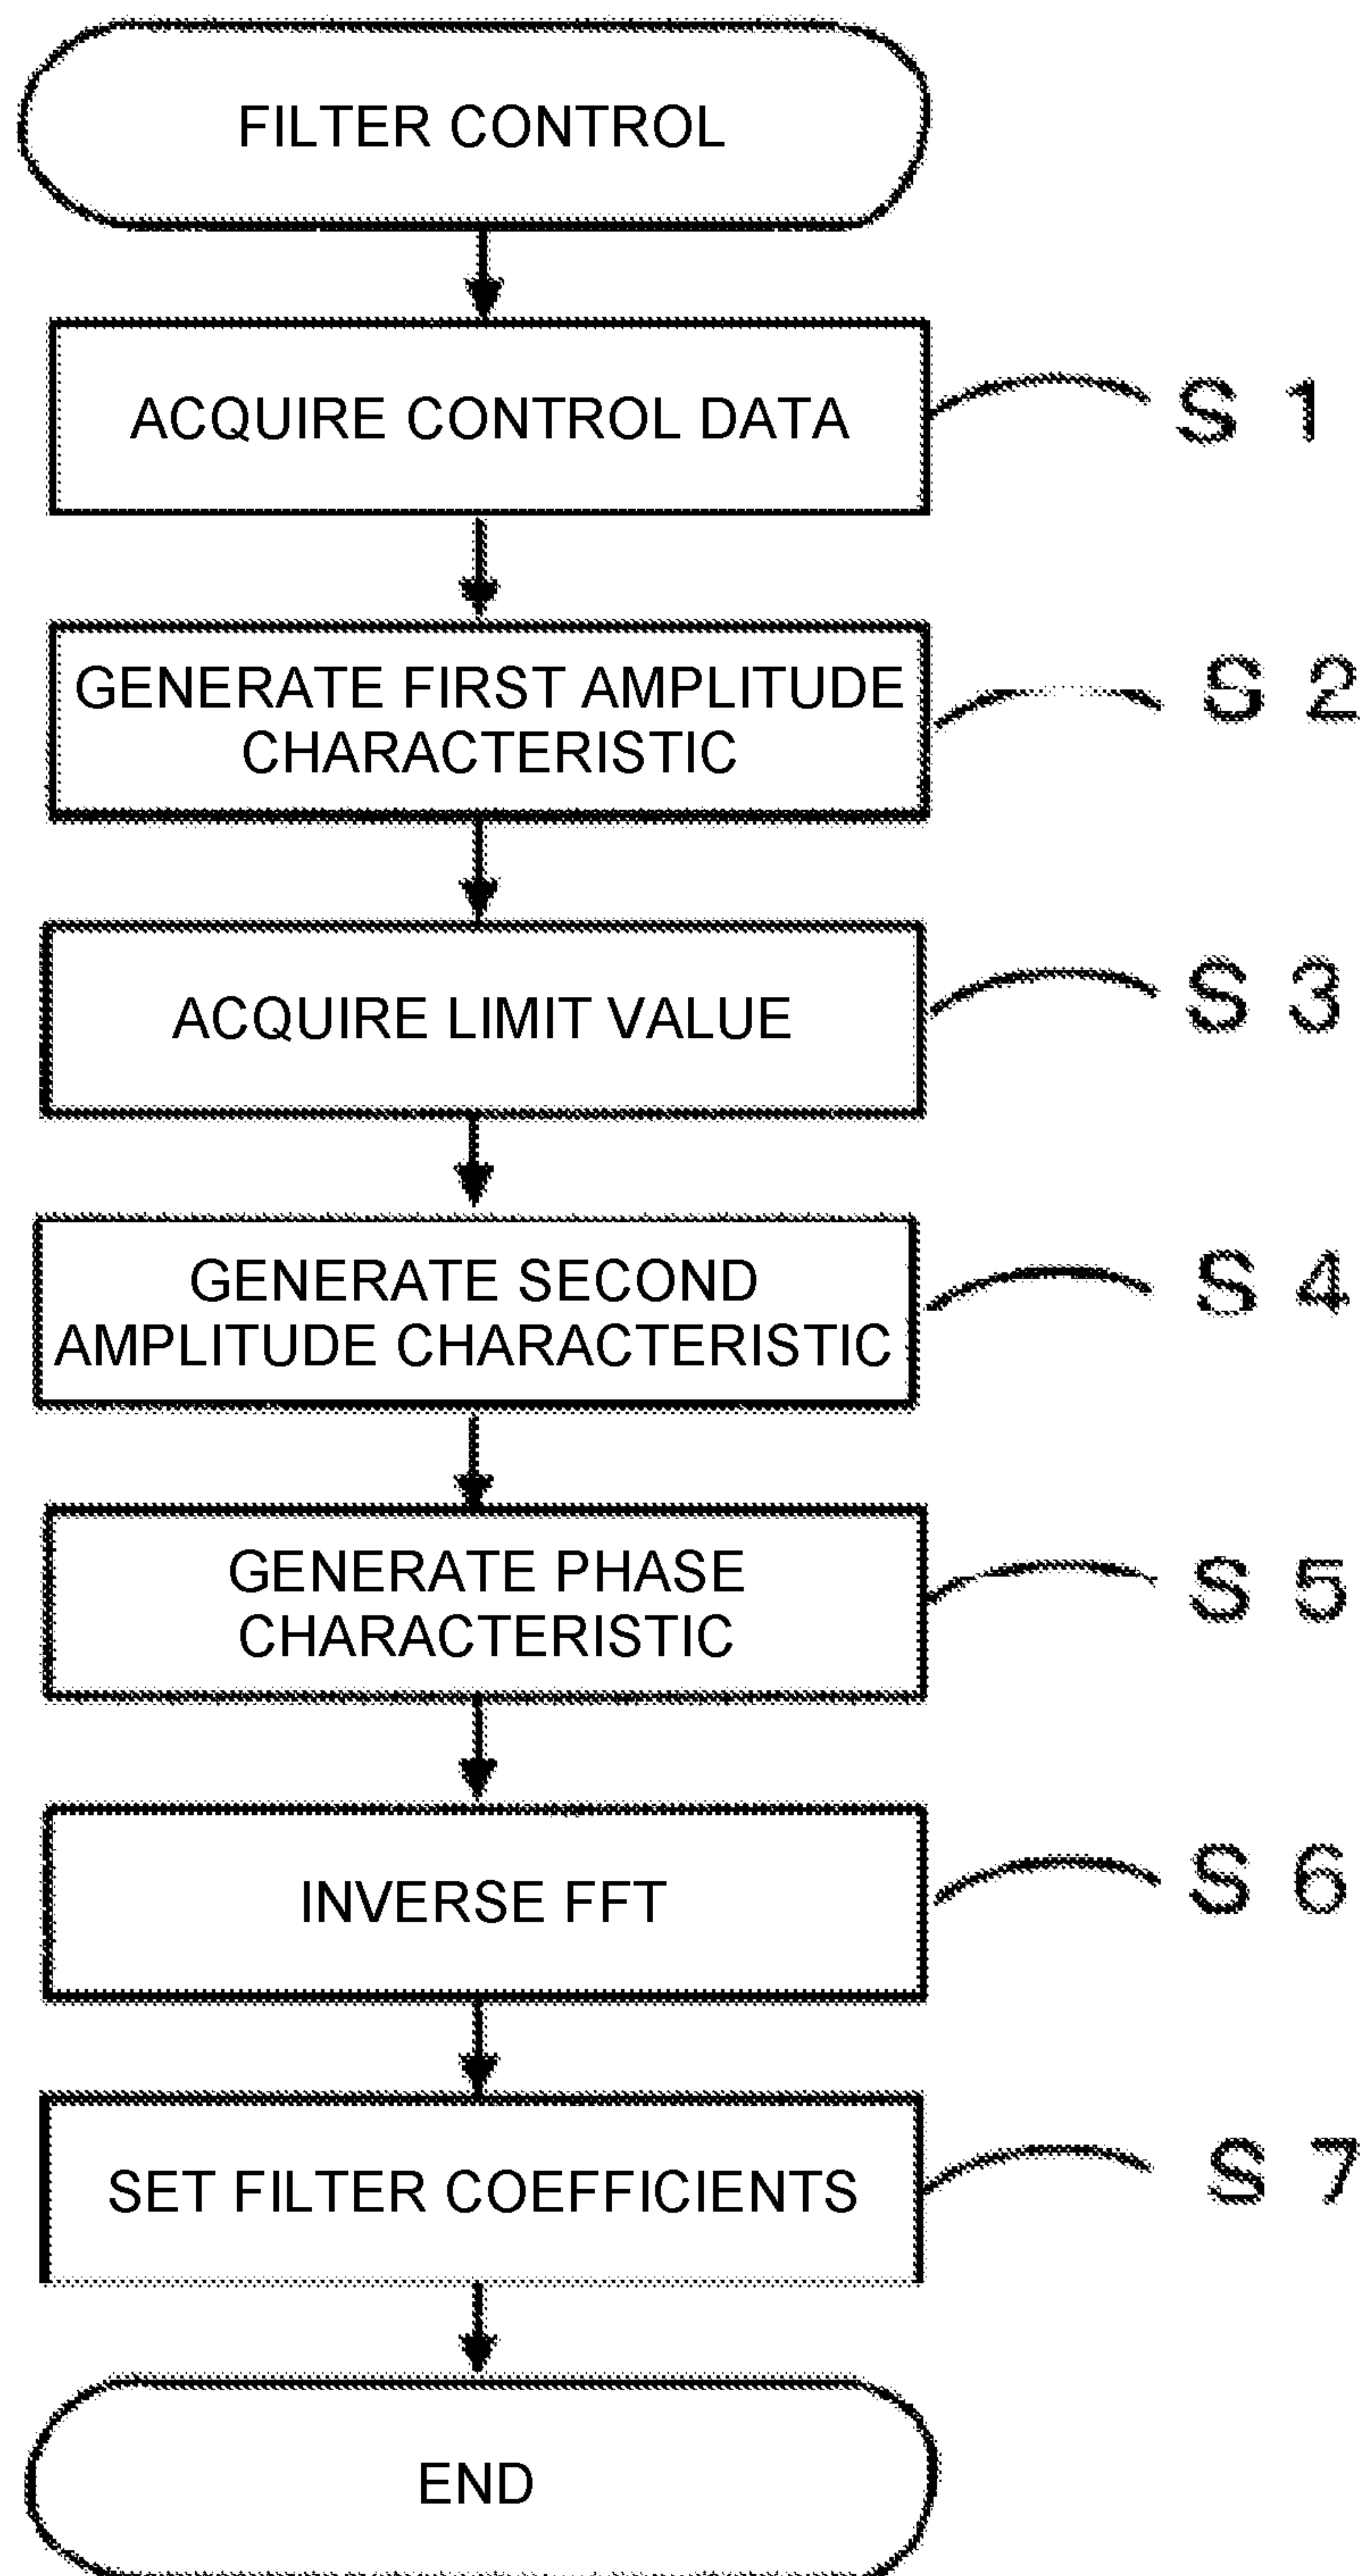 FILTER CONTROL
ACQUIRE CONTROL DATA
S 1
GENERATE FIRST AMPLITUDE
CHARACTERISTIC
S 2
ACQUIRE LIMIT VALUE
S 3
GENERATE SECOND
AMPLITUDE CHARACTERISTIC
S 4
GENERATE PHASE
CHARACTERISTIC
S 5
INVERSE FFT
S 6
SET FILTER COEFFICIENTS
S 7
END